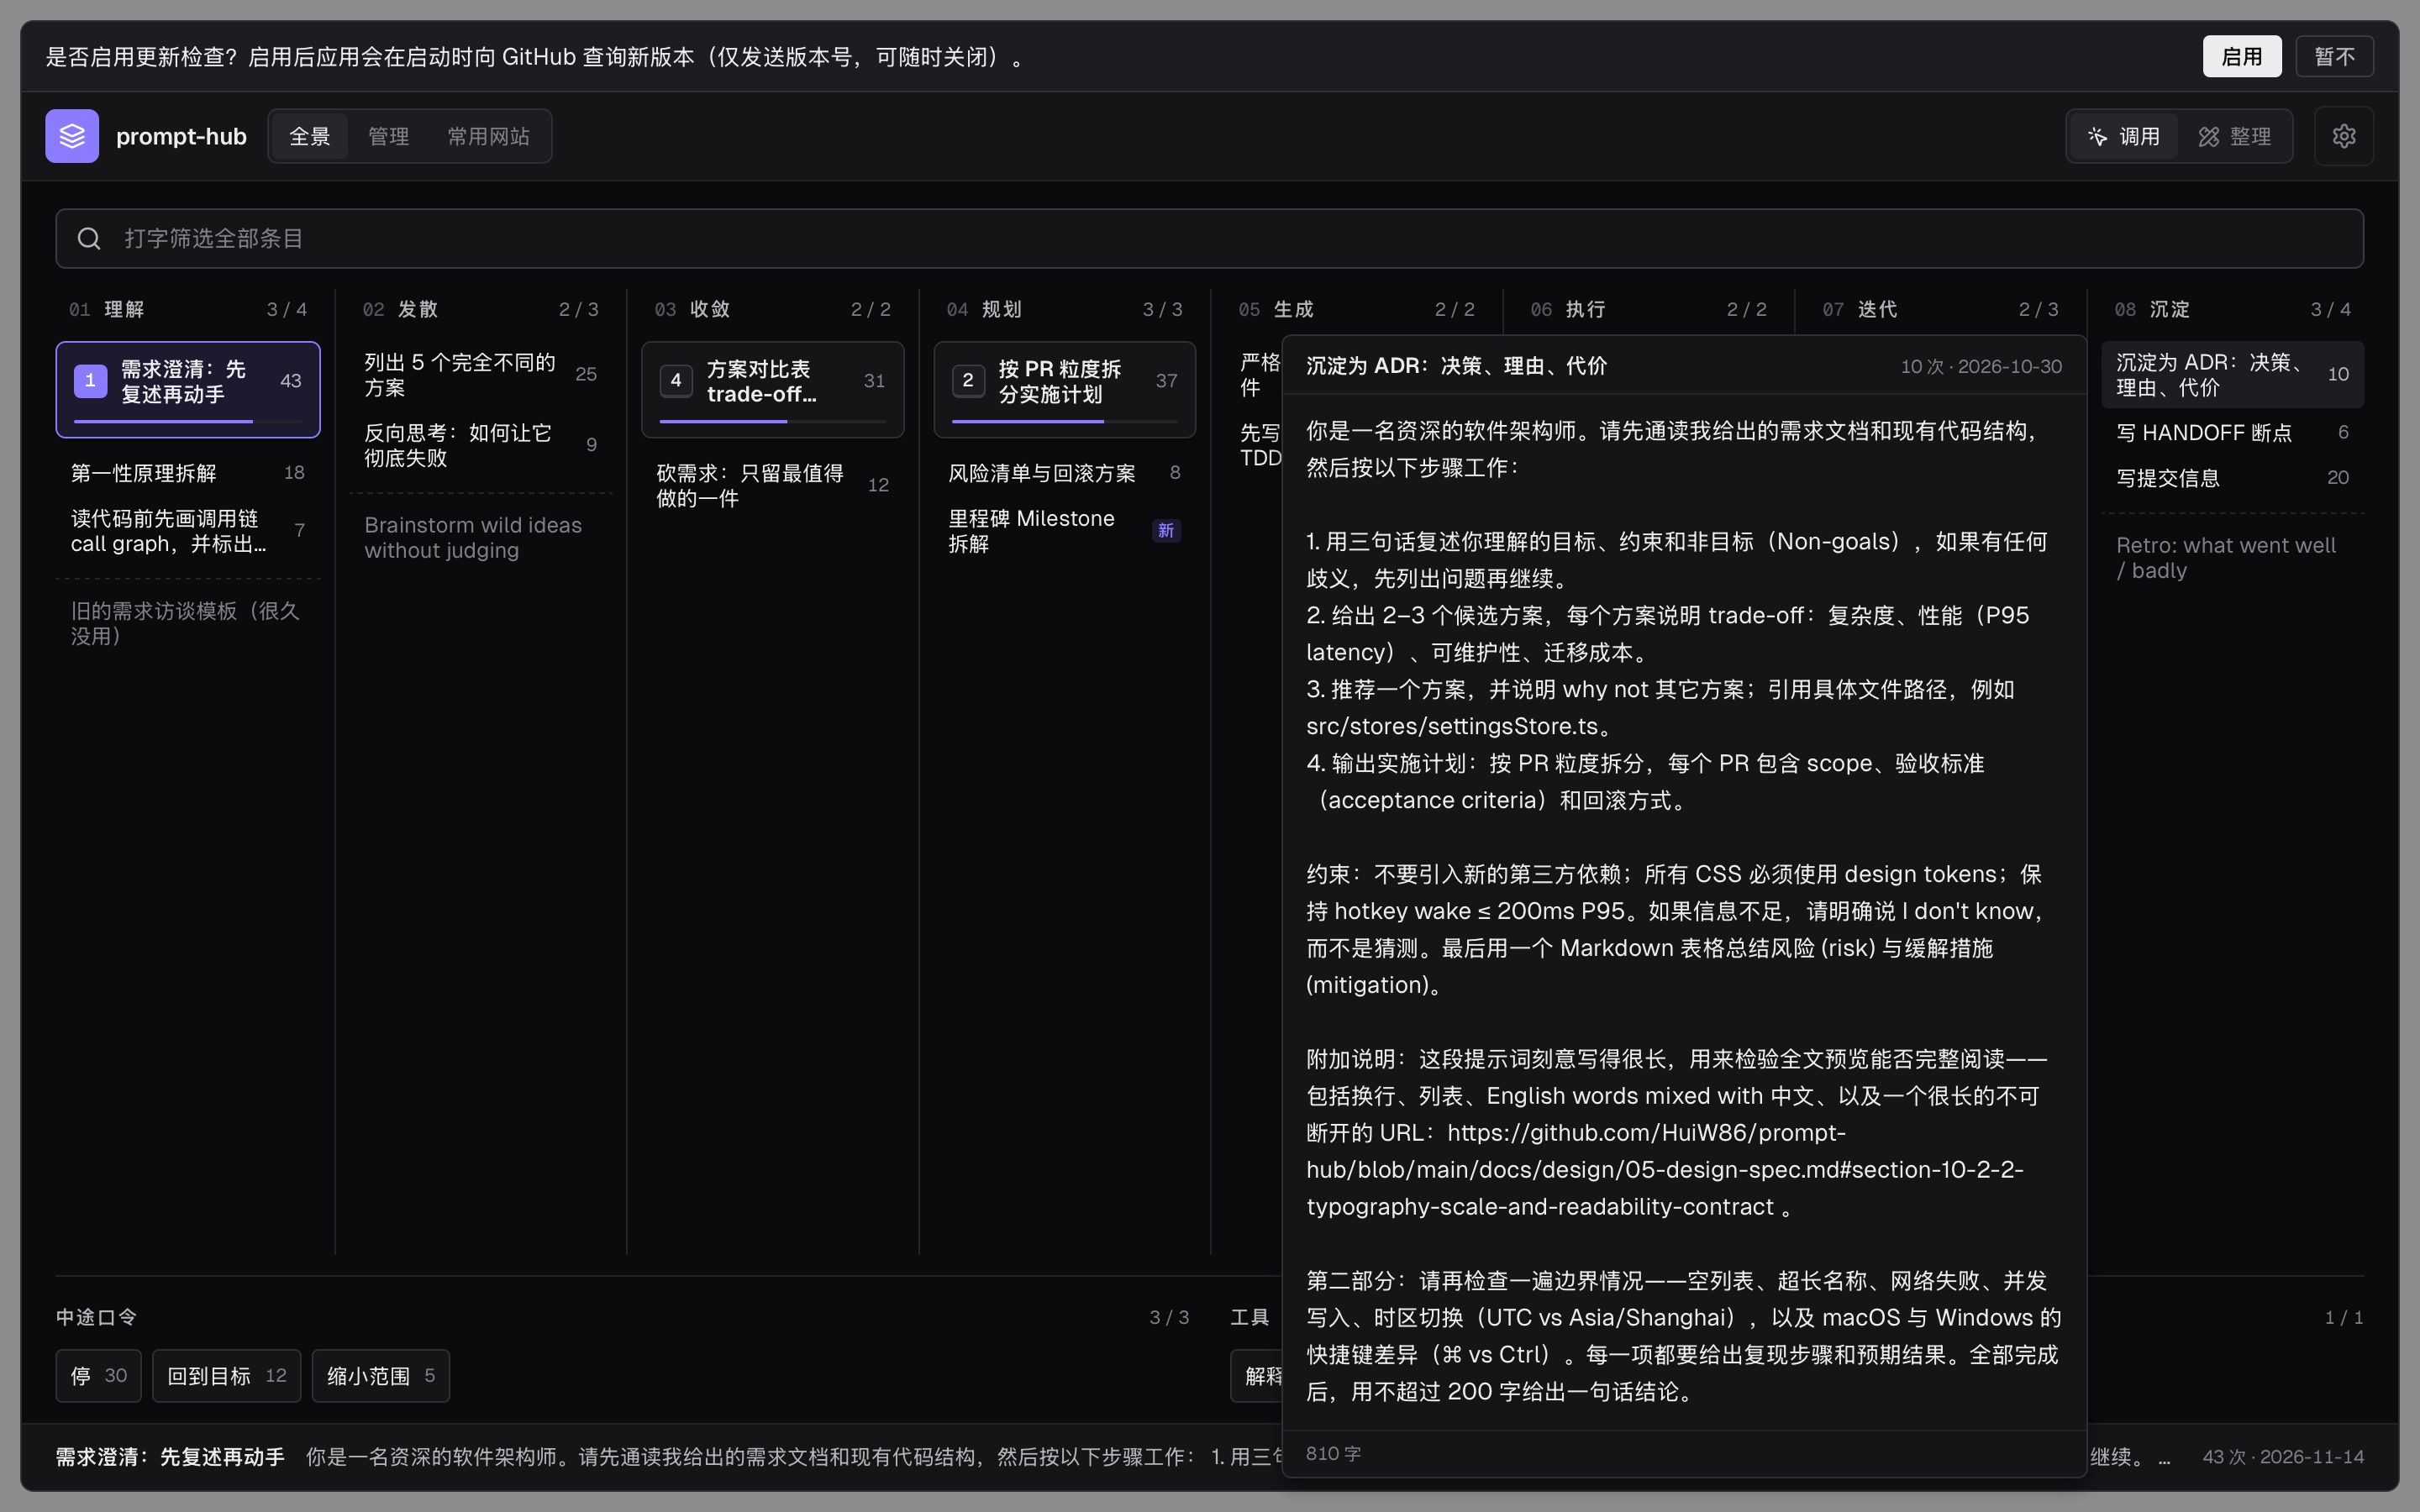 是否启用更新检查？启用后应用会在启动时向 GitHub 查询新版本（仅发送版本号，可随时关闭）。
启用
暂不
prompt-hub
全景
管理
常用网站
调用
整理
打字筛选全部条目
01 理解 3 / 4
1 需求澄清：先
复述再动手 43
第一性原理拆解 18
读代码前先画调用链
call graph，并标出... 7
旧的需求访谈模板（很久
没用）
02 发散 2 / 3
列出 5 个完全不同的
方案 25
反向思考：如何让它
彻底失败 9
Brainstorm wild ideas
without judging
03 收敛 2 / 2
4 方案对比表
trade-off... 31
砍需求：只留最值得
做的一件 12
04 规划 3 / 3
2 按 PR 粒度拆
分实施计划 37
风险清单与回滚方案 8
里程碑 Milestone
拆解 新
05 生成 2 / 2
严格
件
先写
TDD
06 执行 2 / 2
07 迭代 2 / 3
08 沉淀 3 / 4
沉淀为 ADR：决策、
理由、代价 10
写 HANDOFF 断点 6
写提交信息 20
Retro: what went well
/ badly
沉淀为 ADR：决策、理由、代价 10 次 · 2026-10-30
你是一名资深的软件架构师。请先通读我给出的需求文档和现有代码结构，
然后按以下步骤工作：
1. 用三句话复述你理解的目标、约束和非目标（Non-goals），如果有任何
歧义，先列出问题再继续。
2. 给出 2–3 个候选方案，每个方案说明 trade-off：复杂度、性能（P95
latency）、可维护性、迁移成本。
3. 推荐一个方案，并说明 why not 其它方案；引用具体文件路径，例如
src/stores/settingsStore.ts。
4. 输出实施计划：按 PR 粒度拆分，每个 PR 包含 scope、验收标准
（acceptance criteria）和回滚方式。
约束：不要引入新的第三方依赖；所有 CSS 必须使用 design tokens；保
持 hotkey wake ≤ 200ms P95。如果信息不足，请明确说 I don't know，
而不是猜测。最后用一个 Markdown 表格总结风险 (risk) 与缓解措施
(mitigation)。
附加说明：这段提示词刻意写得很长，用来检验全文预览能否完整阅读——
包括换行、列表、English words mixed with 中文、以及一个很长的不可
断开的 URL：https://github.com/HuiW86/prompt-
hub/blob/main/docs/design/05-design-spec.md#section-10-2-2-
typography-scale-and-readability-contract 。
第二部分：请再检查一遍边界情况——空列表、超长名称、网络失败、并发
写入、时区切换（UTC vs Asia/Shanghai），以及 macOS 与 Windows 的
快捷键差异（⌘ vs Ctrl）。每一项都要给出复现步骤和预期结果。全部完成
后，用不超过 200 字给出一句话结论。
810 字
中途口令 3 / 3
停 30
回到目标 12
缩小范围 5
工具 1 / 1
解释
需求澄清：先复述再动手 你是一名资深的软件架构师。请先通读我给出的需求文档和现有代码结构，然后按以下步骤工作： 1. 用三 继续。 ... 43 次 · 2026-11-14